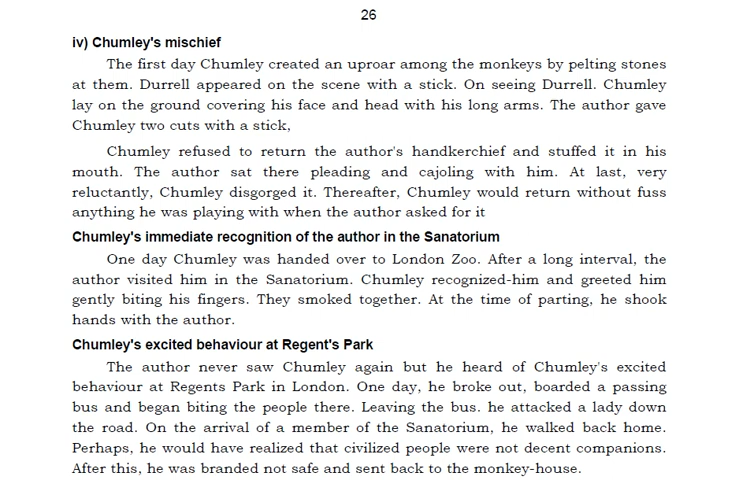 26
iv) Chumley's mischief
The first day Chumley created an uproar among the monkeys by pelting stones
at them. Durrell appeared on the scene with a stick. On seeing Durrell. Chumley
lay on the ground covering his face and head with his long arms. The author gave
Chumley two cuts with a stick,
Chumley refused to return the author's handkerchief and stuffed it in his
mouth. The author sat there pleading and cajoling with him. At last, very
reluctantly, Chumley disgorged it. Thereafter, Chumley would return without fuss
anything he was playing with when the author asked for it
Chumley's immediate recognition of the author in the Sanatorium
One day Chumley was handed over to London Zoo. After a long interval, the
author visited him in the Sanatorium. Chumley recognized-him and greeted him
gently biting his fingers. They smoked together. At the time of parting, he shook
hands with the author.
Chumley's excited behaviour at Regent's Park
The author never saw Chumley again but he heard of Chumley's excited
behaviour at Regents Park in London. One day, he broke out, boarded a passing
bus and began biting the people there. Leaving the bus. he attacked a lady down
the road. On the arrival of a member of the Sanatorium, he walked back home.
Perhaps, he would have realized that civilized people were not decent companions.
After this, he was branded not safe and sent back to the monkey-house.